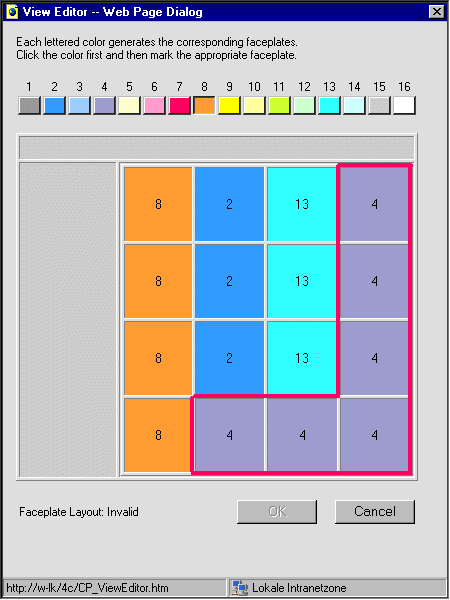 View Editor -- Web Page Dialog
Each lettered color generates the corresponding faceplates.
Click the color first and then mark the appropriate faceplate.
1 2 3 4 5 6 7 8 9 10 11 12 13 14 15 16
8 2 13 4
8 2 13 4
8 2 13 4
8 4 4 4
Faceplate Layout: Invalid
OK Cancel
http://w-lk/4c/CP_ViewEditor.htm Lokale Intranetzone